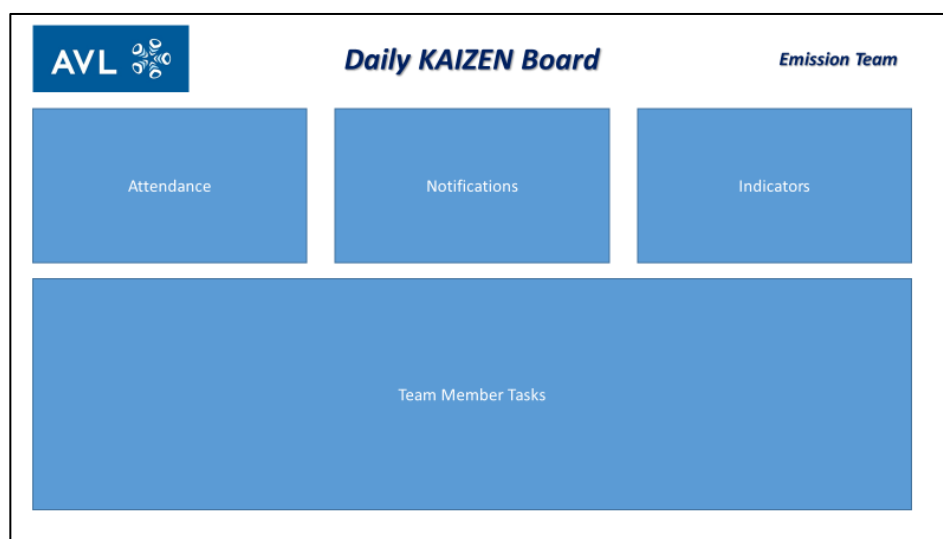 AVL
Daily KAIZEN Board
Emission Team
Attendance
Notifications
Indicators
Team Member Tasks